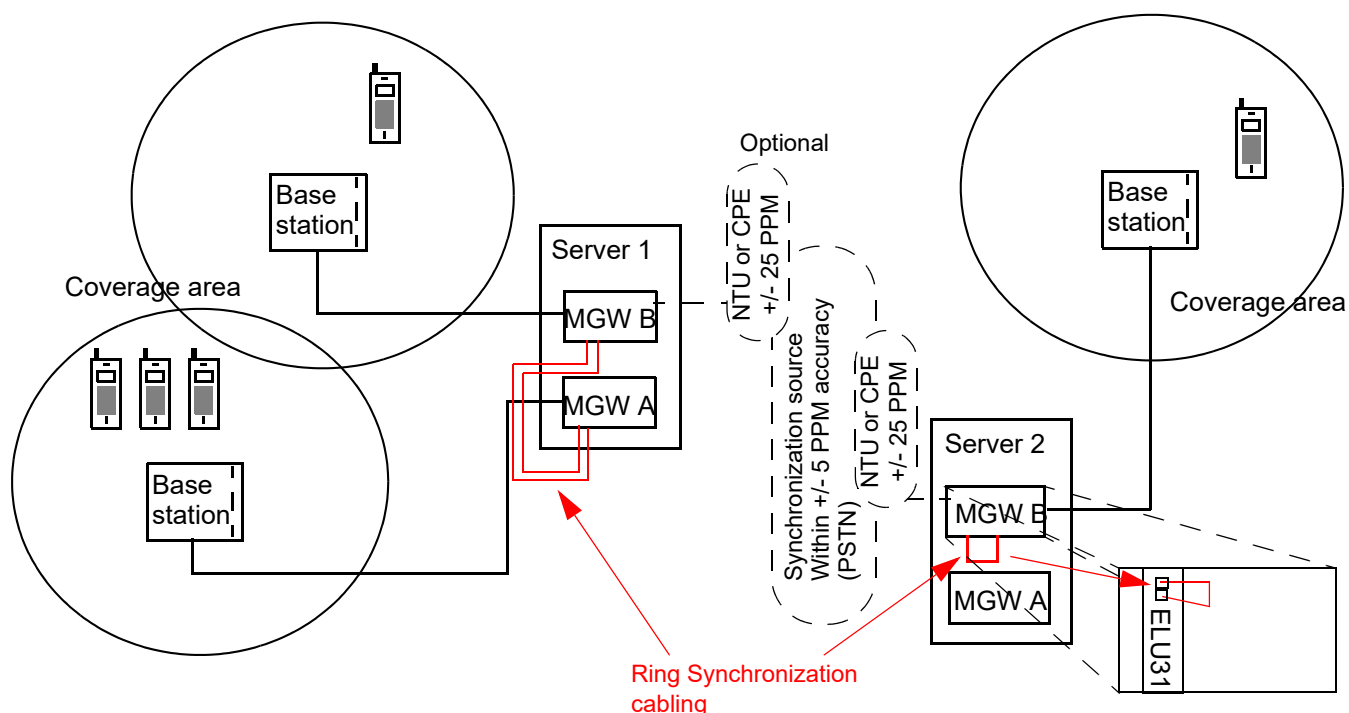 Optional
Base
station
Server 1
MGW B
MGW A
Coverage area
Base
station
NTU or CPE
+/- 25 PPM
Synchronization source
Within +/- 5 PPM accuracy
(PSTN)
NTU or CPE
+/- 25 PPM
Base
station
Coverage area
Server 2
MGW B
MGW A
ELU31
Ring Synchronization
cabling